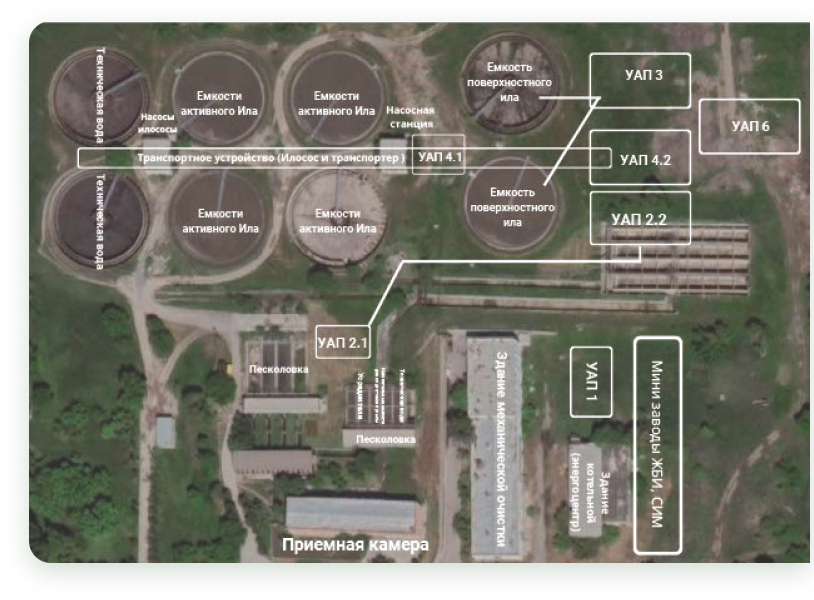 Техническая вода
Емкости
активного Ила
Насосы
илососы
Емкости
активного Ила
Насосная
станция
Емкость
поверхностного
ила
УАП 3
УАП 6
Транспортное устройство (Илосос и транспортер )
УАП 4.1
УАП 4.2
Техническая вода
Емкости
активного Ила
Емкости
активного Ила
Емкость
поверхностного
ила
УАП 2.2
УАП 2.1
Песколовка
Песколовка
Здание механической очистки
УАП 1
Мини заводы ЖБИ, СИМ
Здание
котельной
(энергоцентр)
Приемная камера